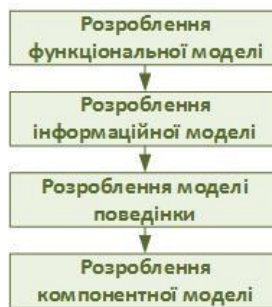 Розроблення
функціональної моделі
Розроблення
інформаційної моделі
Розроблення моделі
поведінки
Розроблення
компонентної моделі